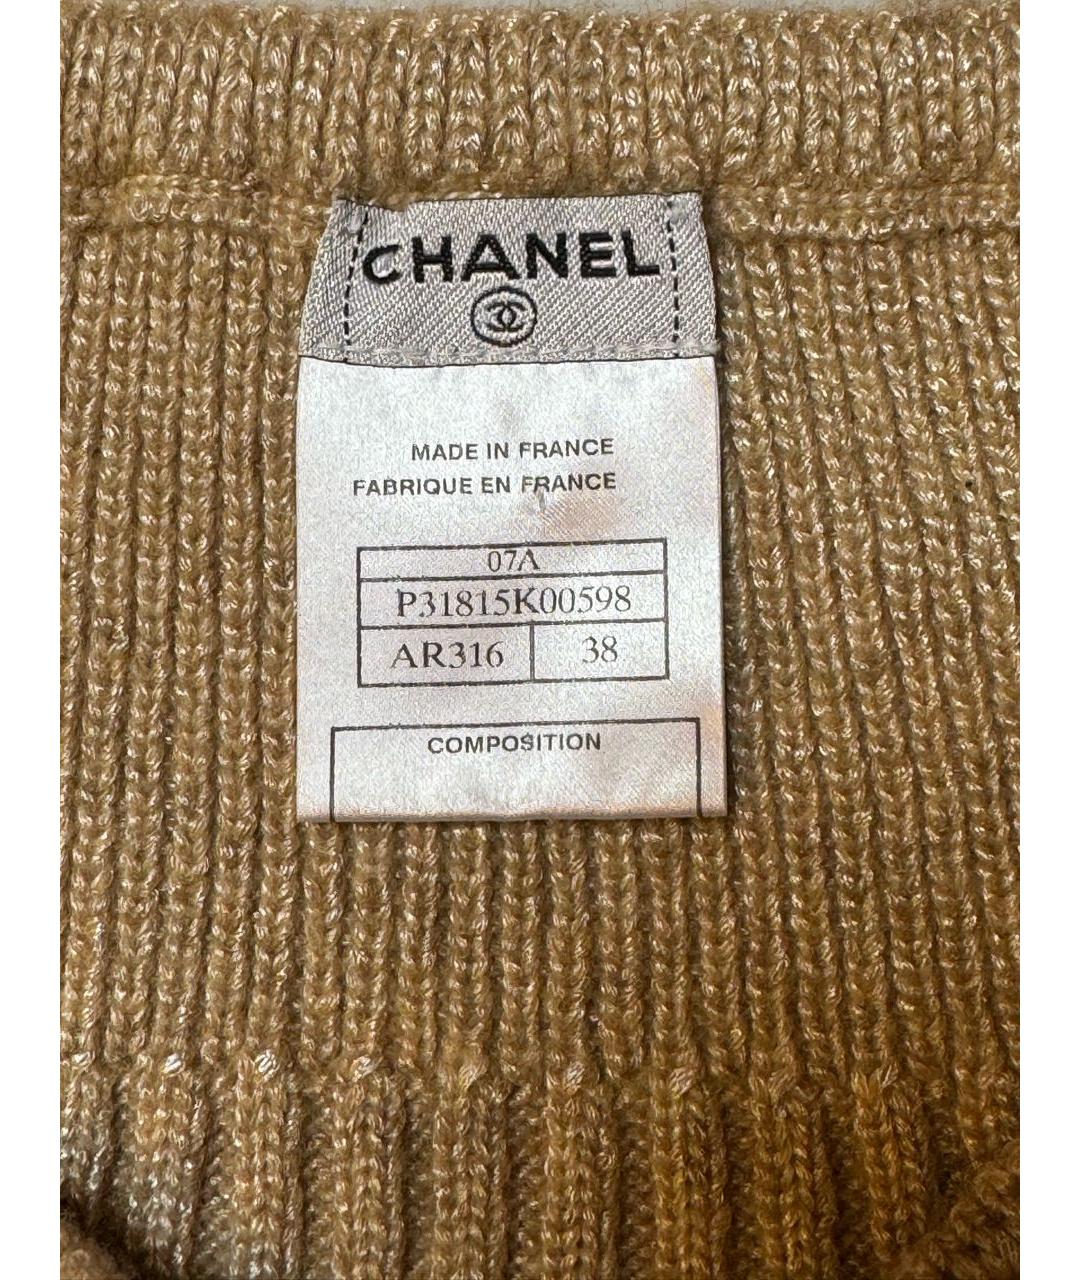 CHANEL
MADE IN FRANCE
FABRIQUE EN FRANCE
07A
P31815K00598
AR316 38
COMPOSITION